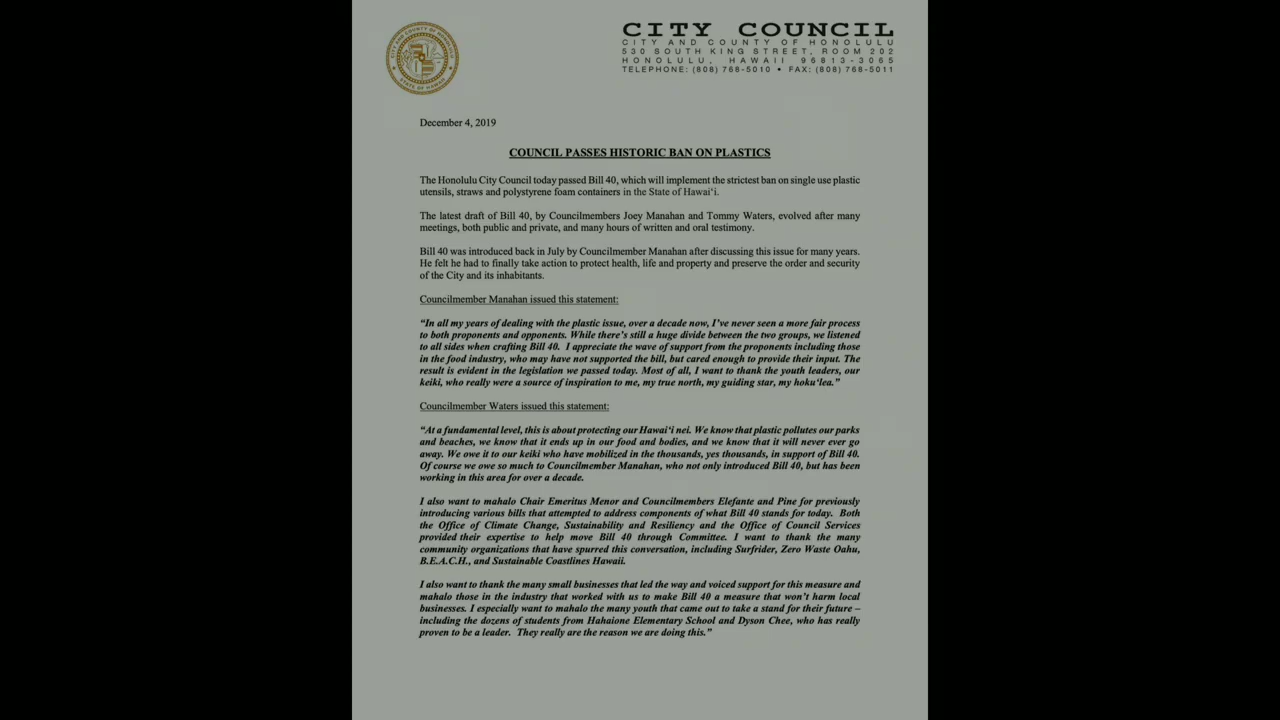 CITY COUNCIL
CITY AND COUNTY OF HONOLULU
530 SOUTH KING STREET, ROOM 202
HONOLULU, HAWAII 96813-3065
TELEPHONE: (808) 768-5010 • FAX: (808) 768-5011
CITY AND COUNTY OF HONOLULU
STATE OF HAWAII
December 4, 2019
COUNCIL PASSES HISTORIC BAN ON PLASTICS
The Honolulu City Council today passed Bill 40, which will implement the strictest ban on single use plastic
utensils, straws and polystyrene foam containers in the State of Hawai‘i.
The latest draft of Bill 40, by Councilmembers Joey Manahan and Tommy Waters, evolved after many
meetings, both public and private, and many hours of written and oral testimony.
Bill 40 was introduced back in July by Councilmember Manahan after discussing this issue for many years.
He felt he had to finally take action to protect health, life and property and preserve the order and security
of the City and its inhabitants.
Councilmember Manahan issued this statement:
“In all my years of dealing with the plastic issue, over a decade now, I’ve never seen a more fair process
to both proponents and opponents. While there’s still a huge divide between the two groups, we listened
to all sides when crafting Bill 40. I appreciate the wave of support from the proponents including those
in the food industry, who may have not supported the bill, but cared enough to provide their input. The
result is evident in the legislation we passed today. Most of all, I want to thank the youth leaders, our
keiki, who really were a source of inspiration to me, my true north, my guiding star, my hoku‘lea.”
Councilmember Waters issued this statement:
“At a fundamental level, this is about protecting our Hawai‘i nei. We know that plastic pollutes our parks
and beaches, we know that it ends up in our food and bodies, and we know that it will never ever go
away. We owe it to our keiki who have mobilized in the thousands, yes thousands, in support of Bill 40.
Of course we owe so much to Councilmember Manahan, who not only introduced Bill 40, but has been
working in this area for over a decade.
I also want to mahalo Chair Emeritus Menor and Councilmembers Elefante and Pine for previously
introducing various bills that attempted to address components of what Bill 40 stands for today. Both
the Office of Climate Change, Sustainability and Resiliency and the Office of Council Services
provided their expertise to help move Bill 40 through Committee. I want to thank the many
community organizations that have spurred this conversation, including Surfrider, Zero Waste Oahu,
B.E.A.C.H., and Sustainable Coastlines Hawaii.
I also want to thank the many small businesses that led the way and voiced support for this measure and
mahalo those in the industry that worked with us to make Bill 40 a measure that won’t harm local
businesses. I especially want to mahalo the many youth that came out to take a stand for their future –
including the dozens of students from Hahaione Elementary School and Dyson Chee, who has really
proven to be a leader. They really are the reason we are doing this.”